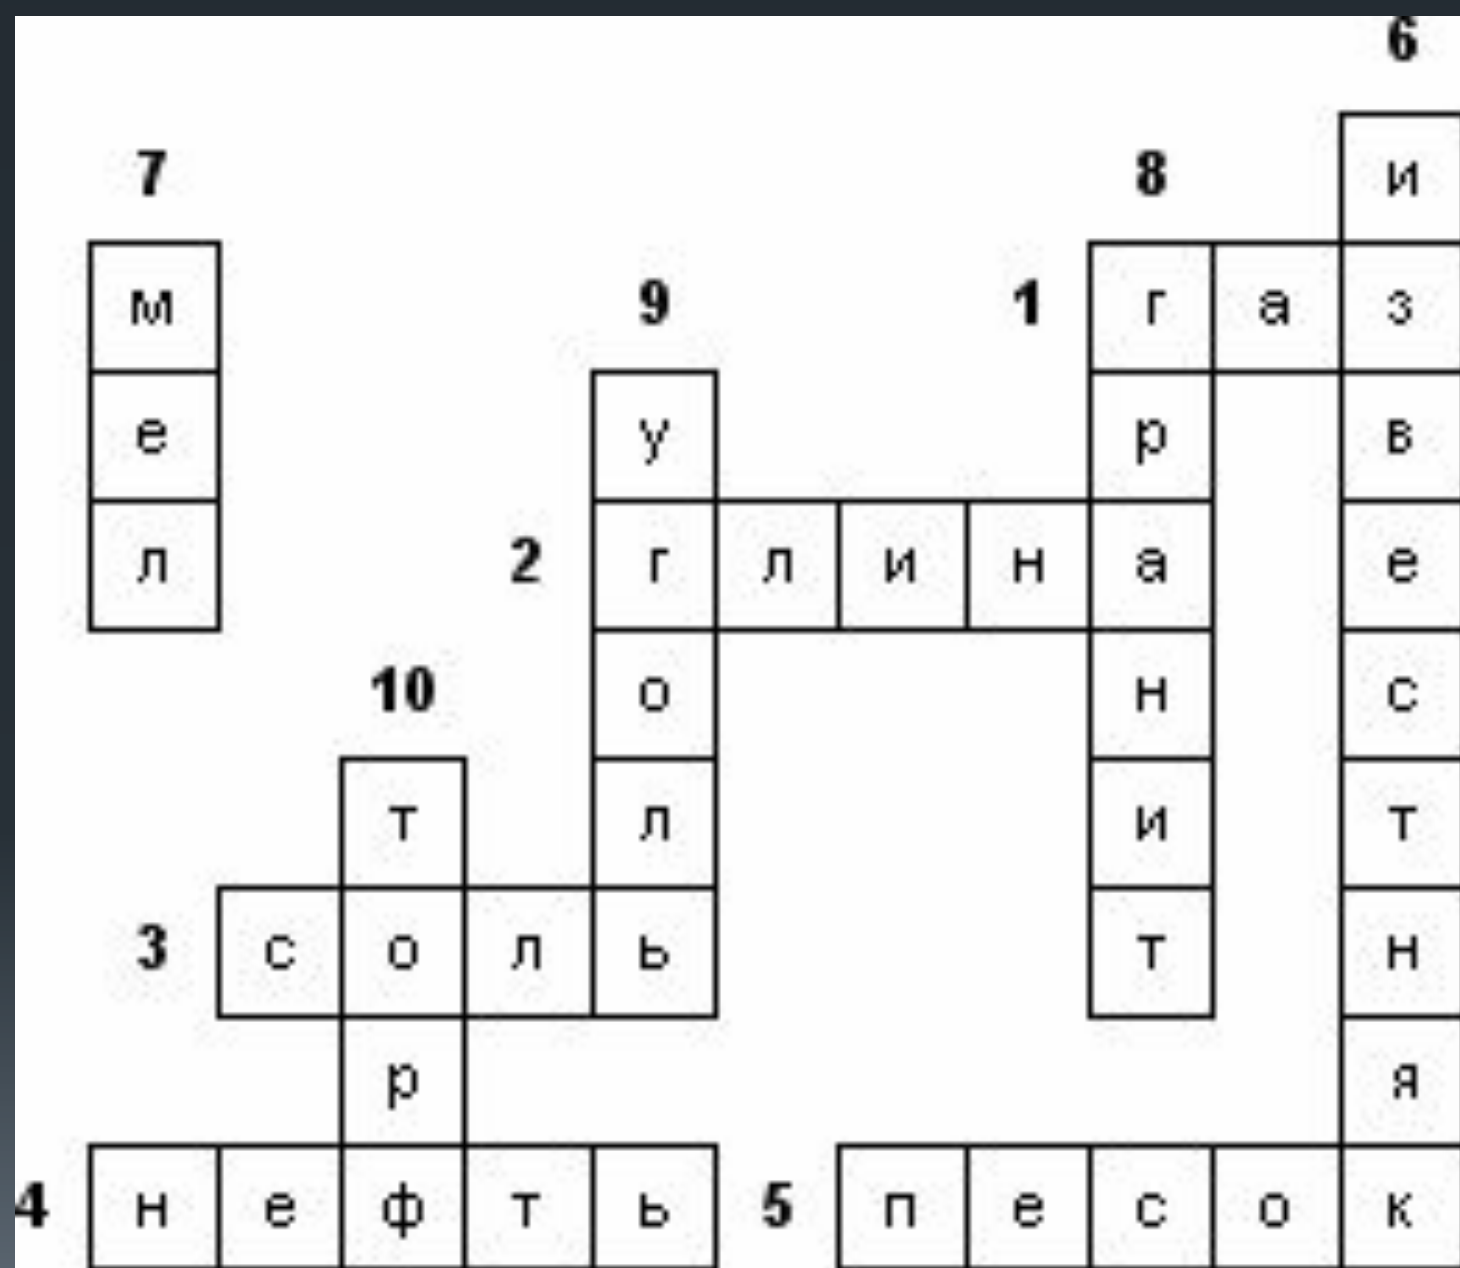 6
7 8 и
м 9 1 г а з
е у р в
л 2 г л и н а е
10 о н с
т л и т
3 с о л ь т н
р я
4 н е ф т ь 5 п е с о к